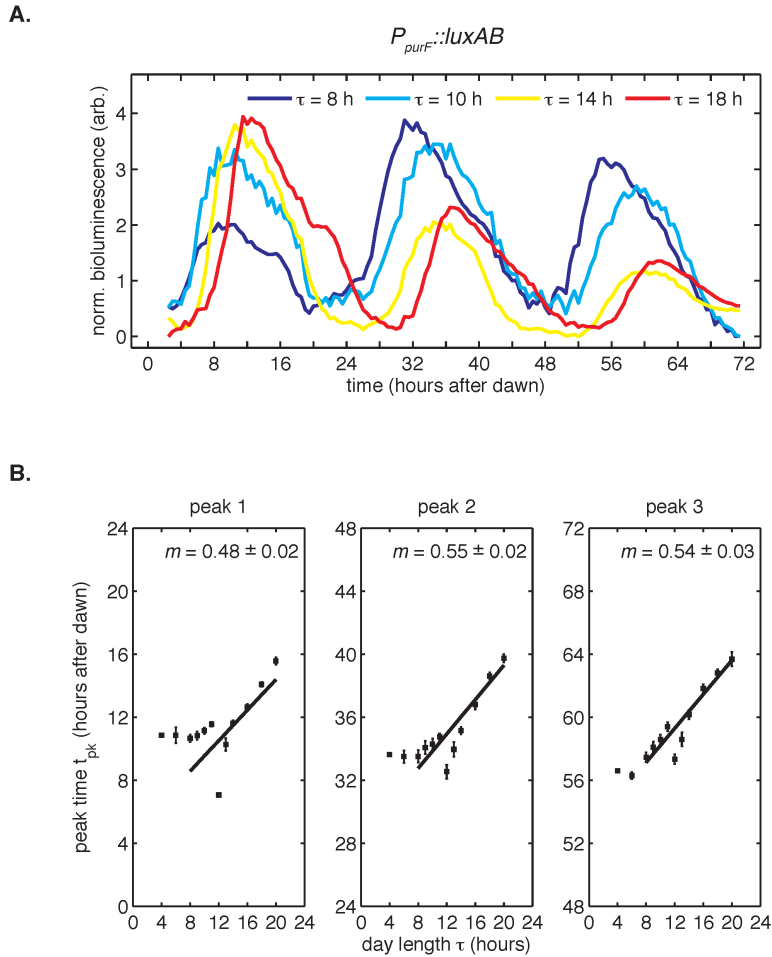 A.
PpurF::luxAB
norm. bioluminescence (arb.)
τ = 8 h τ = 10 h τ = 14 h τ = 18 h
4
3
2
1
0
0 8 16 24 32 40 48 56 64 72
time (hours after dawn)
B.
peak time tpk (hours after dawn)
peak 1
m = 0.48 ± 0.02
24
20
16
12
8
4
0
0 4 8 12 16 20 24
peak 2
m = 0.55 ± 0.02
48
44
40
36
32
28
24
0 4 8 12 16 20 24
peak 3
m = 0.54 ± 0.03
72
68
64
60
56
52
48
0 4 8 12 16 20 24
day length τ (hours)